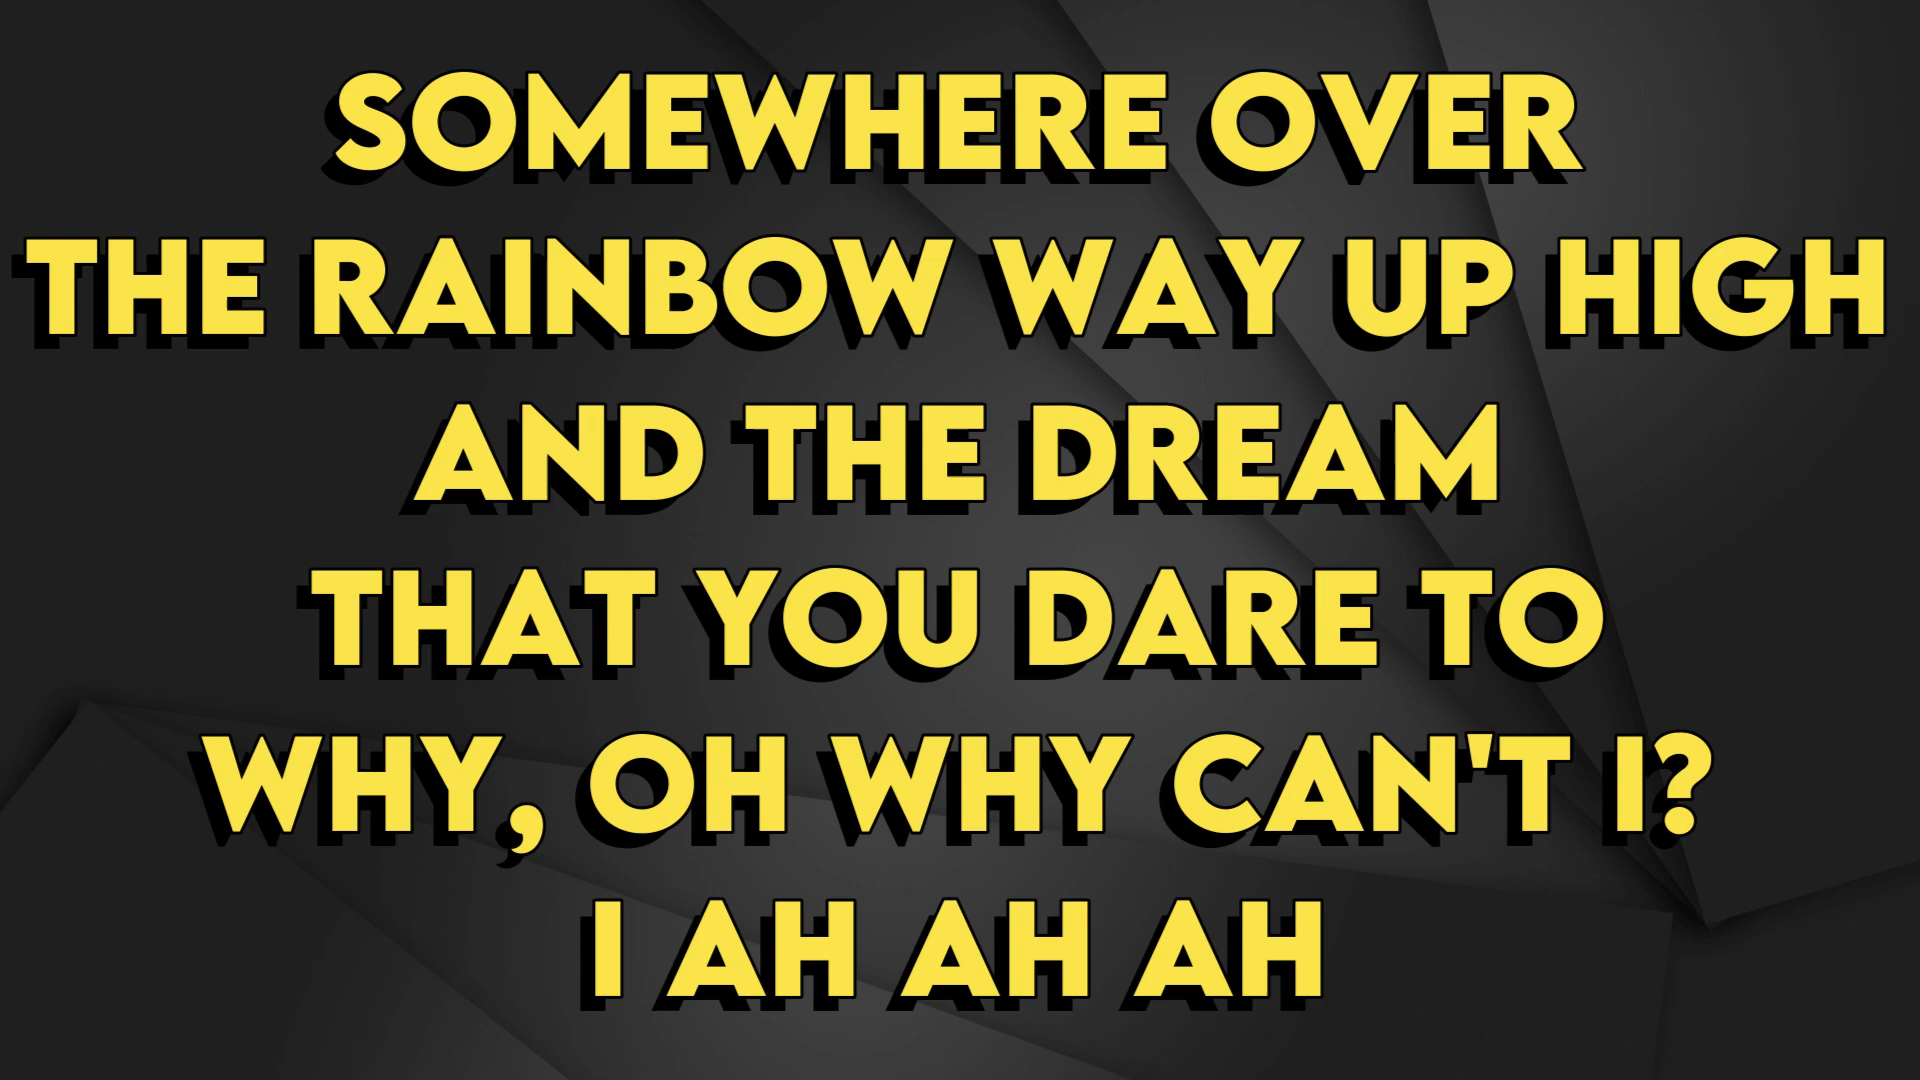 SOMEWHERE OVER
THE RAINBOW WAY UP HIGH
AND THE DREAM
THAT YOU DARE TO
WHY, OH WHY CAN'T I?
I AH AH AH